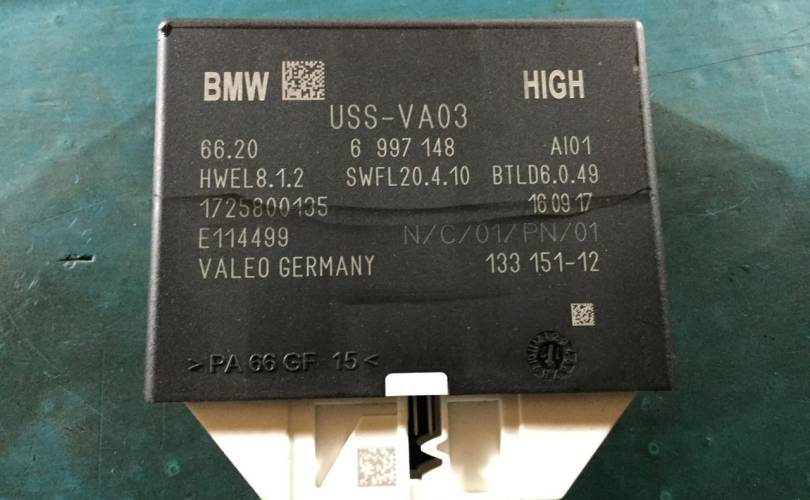 BMW HIGH
USS-VA03
66.20 6 997 148 AI01
HWEL8.1.2 SWFL20.4.10 BTLD6.0.49
1725800135 16 09 17
E114499 N/C/01/PN/01
VALEO GERMANY 133 151-12
>PA 66 GF 15<